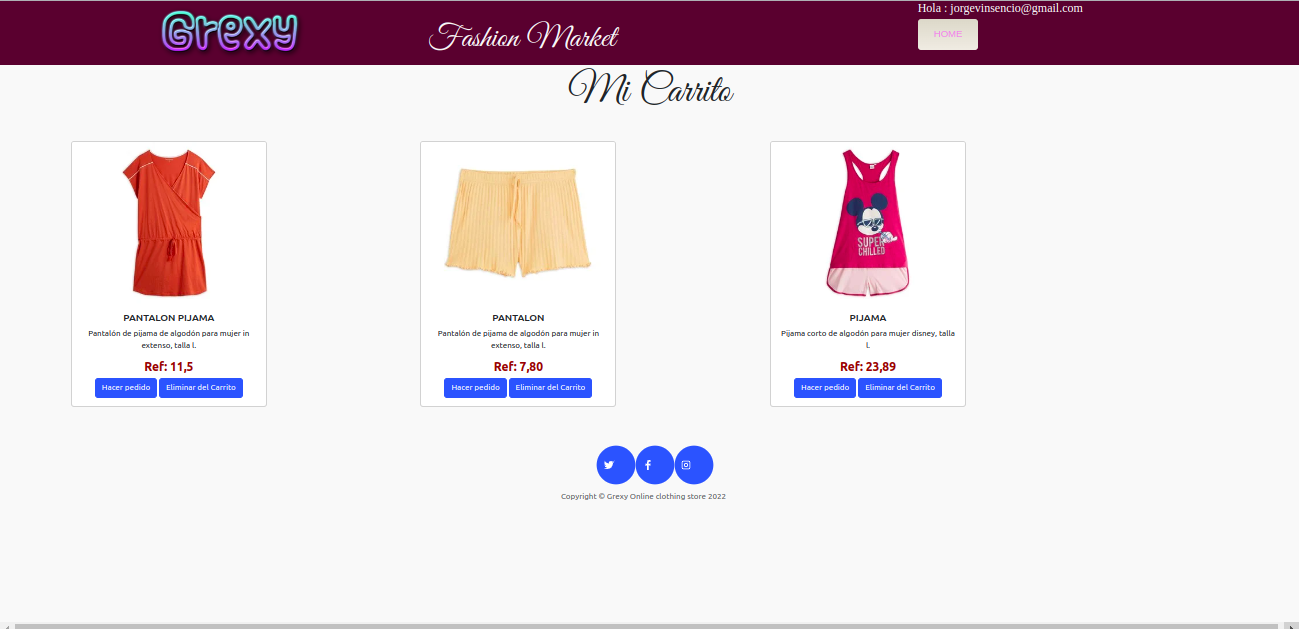 Grexy
Fashion Market
Hola : jorgevinsencio@gmail.com
HOME
Mi Carrito
SUPER
CHILLED
PANTALON PIJAMA
Pantalón de pijama de algodón para mujer in
extenso, talla l.
Ref: 11,5
Hacer pedido
Eliminar del Carrito
PANTALON
Pantalón de pijama de algodón para mujer in
extenso, talla l.
Ref: 7,80
Hacer pedido
Eliminar del Carrito
PIJAMA
Pijama corto de algodón para mujer disney, talla
l.
Ref: 23,89
Hacer pedido
Eliminar del Carrito
Copyright © Grexy Online clothing store 2022